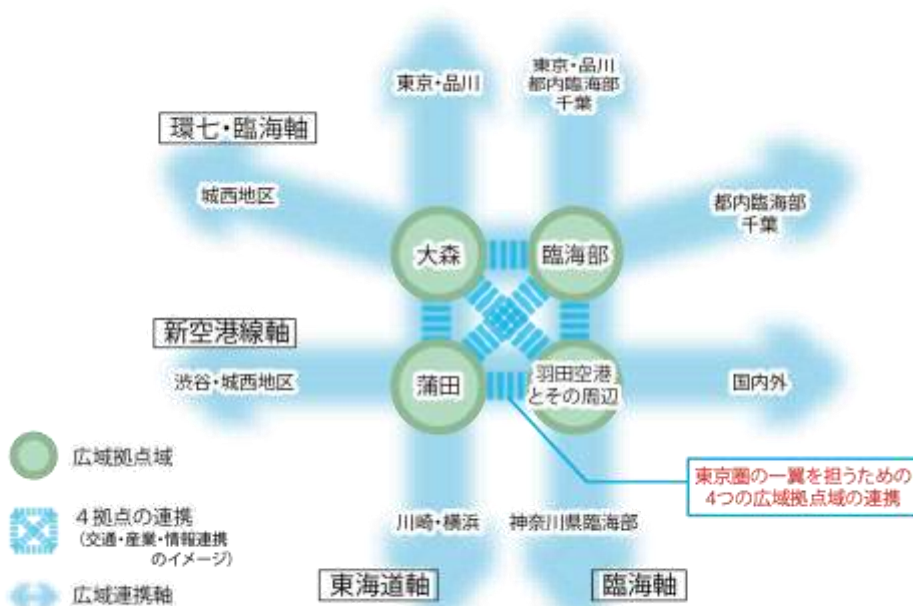 東京・品川
東京・品川
都内臨海部
千葉
環七・臨海軸
城西地区
都内臨海部
千葉
大森
臨海部
新空港線軸
渋谷・城西地区
蒲田
羽田空港
とその周辺
国内外
広域拠点域
東京圏の一翼を担うための
4つの広域拠点域の連携
4拠点の連携
(交通・産業・情報連携
のイメージ)
川崎・横浜
神奈川県臨海部
広域連携軸
東海道軸
臨海軸